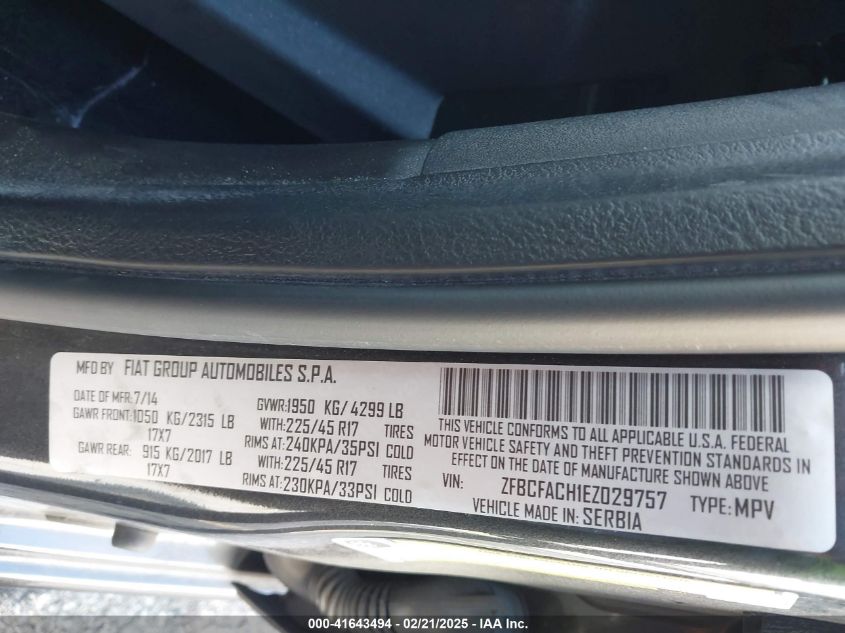 MFD BY FIAT GROUP AUTOMOBILES S.P.A.
DATE OF MFR: 7/14 GVWR: 1950 KG/ 4299 LB
GAWR FRONT: 1050 KG/2315 LB WITH: 225/45 R17 TIRES
17X7 RIMS AT: 240KPA/35PSI COLD
GAWR REAR: 915 KG/2017 LB WITH: 225/45 R17 TIRES
17X7 RIMS AT: 230KPA/33PSI COLD
THIS VEHICLE CONFORMS TO ALL APPLICABLE U.S.A. FEDERAL
MOTOR VEHICLE SAFETY AND THEFT PREVENTION STANDARDS IN
EFFECT ON THE DATE OF MANUFACTURE SHOWN ABOVE
VIN: ZFBCFACH1EZ029757 TYPE: MPV
VEHICLE MADE IN: SERBIA
000-41643494 - 02/21/2025 - IAA, Inc.